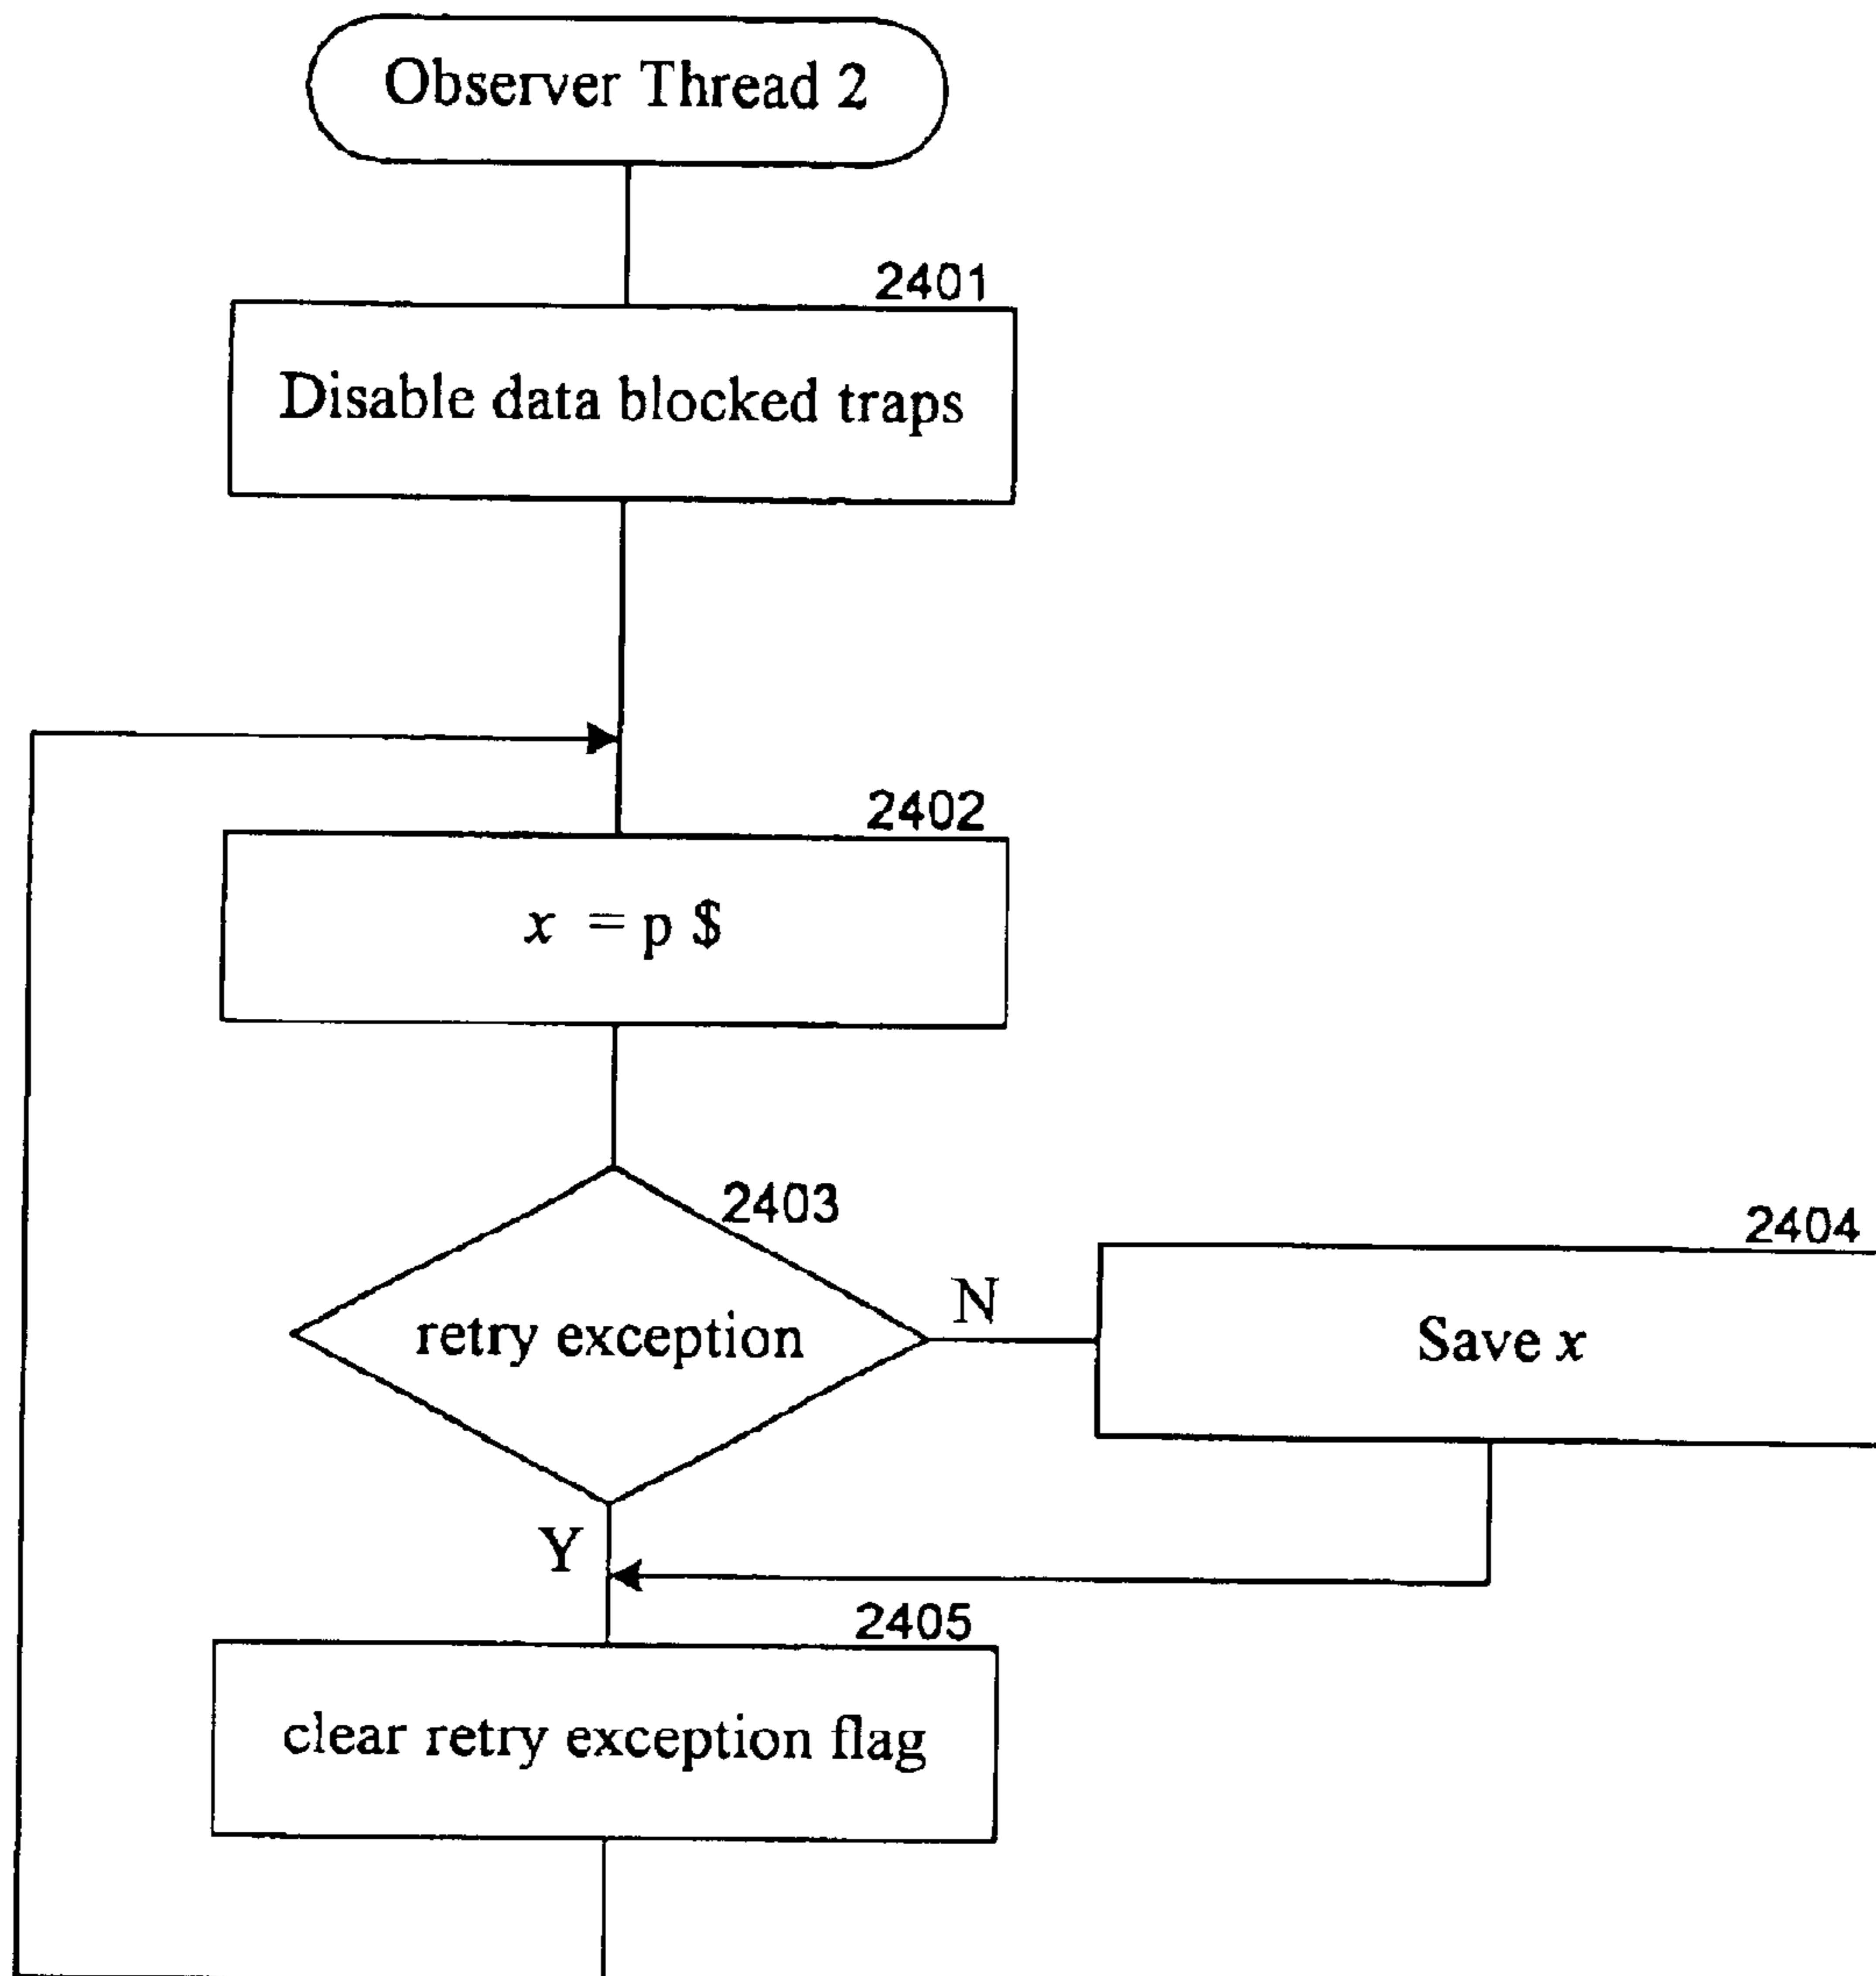 Observer Thread 2
2401
Disable data blocked traps
2402
x = p $
2403
retry exception
N
2404
Save x
Y
2405
clear retry exception flag